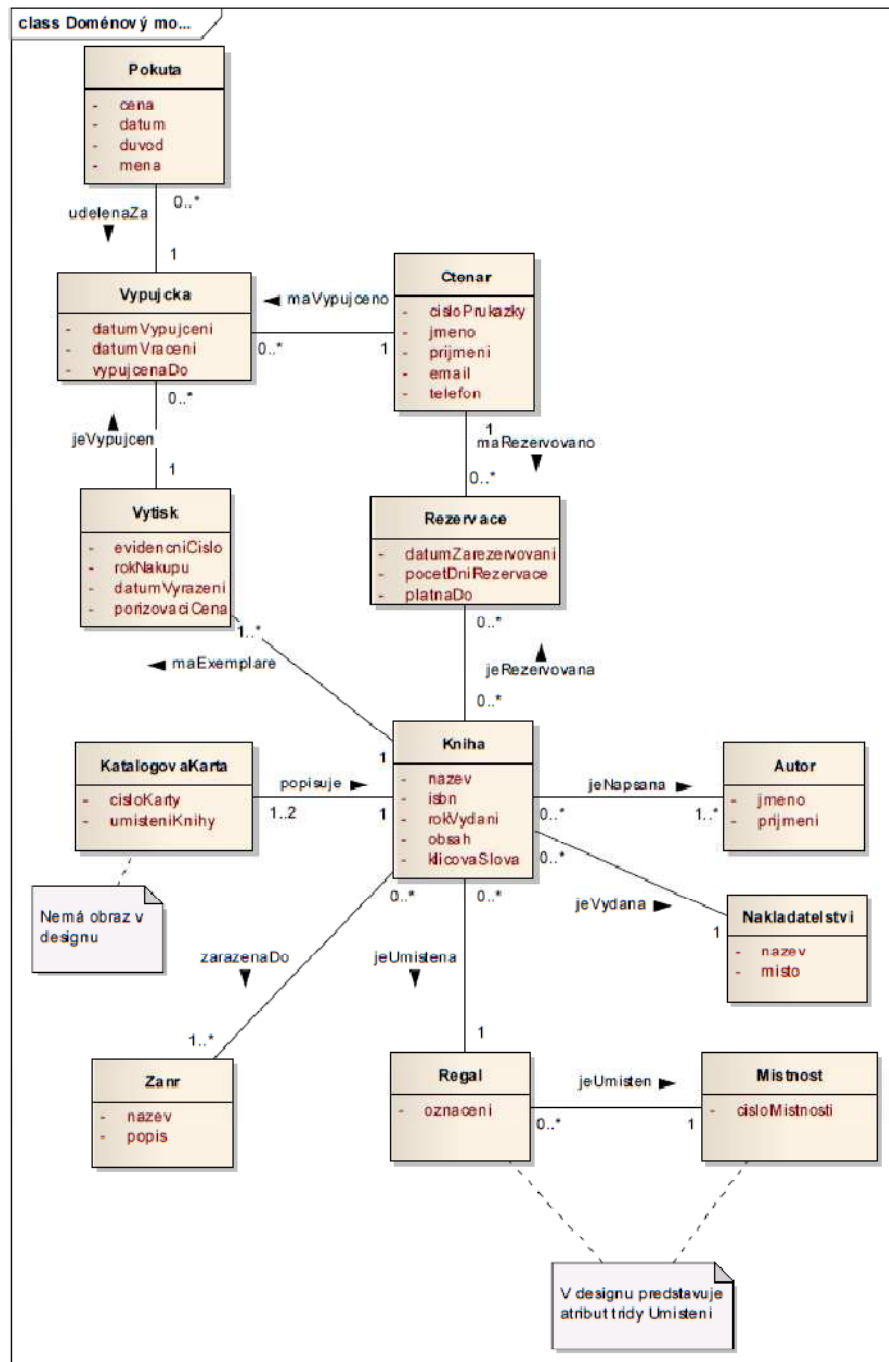 class Doménový mo...
Pokuta
- cena
- datum
- duvod
- mena
0..*
udelenaZa
1
Vypujcka
- datumVypujceni
- datumVraceni
- vypujcenaDo
maVypujceno
0..*
1
Ctenar
- cisloPrukazky
- jmeno
- prijmeni
- email
- telefon
0..*
jeVypujcen
1
1
maRezervovano
0..*
Vytisk
- evidencniCislo
- rokNakupu
- datumVyrazeni
- porizovaciCena
Rezervace
- datumZarezervovani
- pocetDniRezervace
- platnaDo
1..*
maExemplare
1
0..*
jeRezervovana
0..*
KatalogovaKarta
- cisloKarty
- umisteniKnihy
popisuje
1..2
1
Kniha
- nazev
- isbn
- rokVydani
- obsah
- klicovaSlova
jeNapsana
0..*
1..*
Autor
- jmeno
- prijmeni
Nemá obraz v
designu
0..*
jeVydana
1
Nakladatelstvi
- nazev
- misto
0..*
zarazenaDo
1..*
0..*
jeUmistena
1
Zanr
- nazev
- popis
Regal
- oznaceni
jeUmisten
0..*
1
Mistnost
- cisloMistnosti
V designu predstavuje
atribut tridy Umisteni